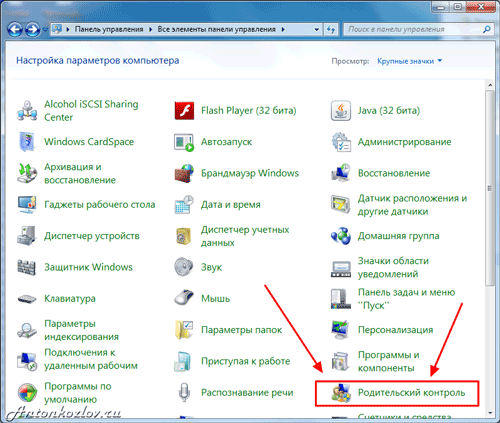 Панель управления ▸ Все элементы панели управления ▸
Поиск в панели управления
Настройка параметров компьютера
Просмотр: Крупные значки
Alcohol iSCSI Sharing
Center
Flash Player (32 бита)
Java (32 бита)
Windows CardSpace
Автозапуск
Администрирование
Архивация и
восстановление
Брандмауэр Windows
Восстановление
Гаджеты рабочего стола
Дата и время
Датчик расположения и
другие датчики
Диспетчер устройств
Диспетчер учетных
данных
Домашняя группа
Защитник Windows
Звук
Значки области
уведомлений
Клавиатура
Мышь
Панель задач и меню
"Пуск"
Параметры
индексирования
Параметры папок
Персонализация
Подключения к
удаленным рабочим
Приступая к работе
Программы и
компоненты
Программы по
умолчанию
Распознавание речи
Родительский контроль
Счетчики и средства
Antonkozlov.ru